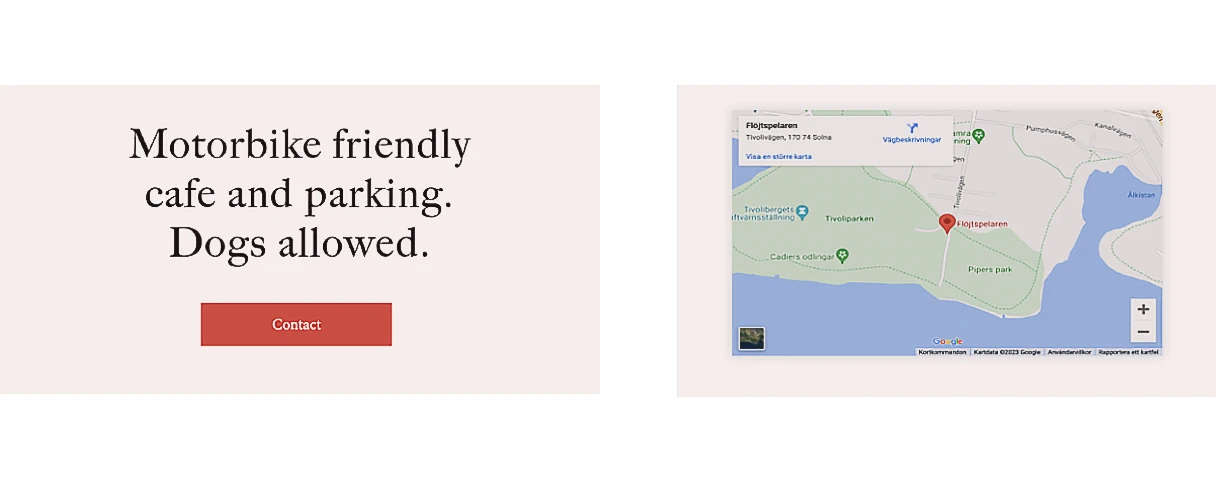 Motorbike friendly
cafe and parking.
Dogs allowed.
Contact
Flöjtspelaren
Tivolivägen, 170 74 Solna
Vägbeskrivningar
Visa en större karta
Pumphusvägen
Kanalvägen
Tivolivägen
Ålkistan
Tivolibergets
Tivoliparken
Flöjtspelaren
Cadiers odlingar
Pipers park
Google
Kortkommandon
Kartdata ©2023 Google
Användarvillkor
Rapportera ett kartfel